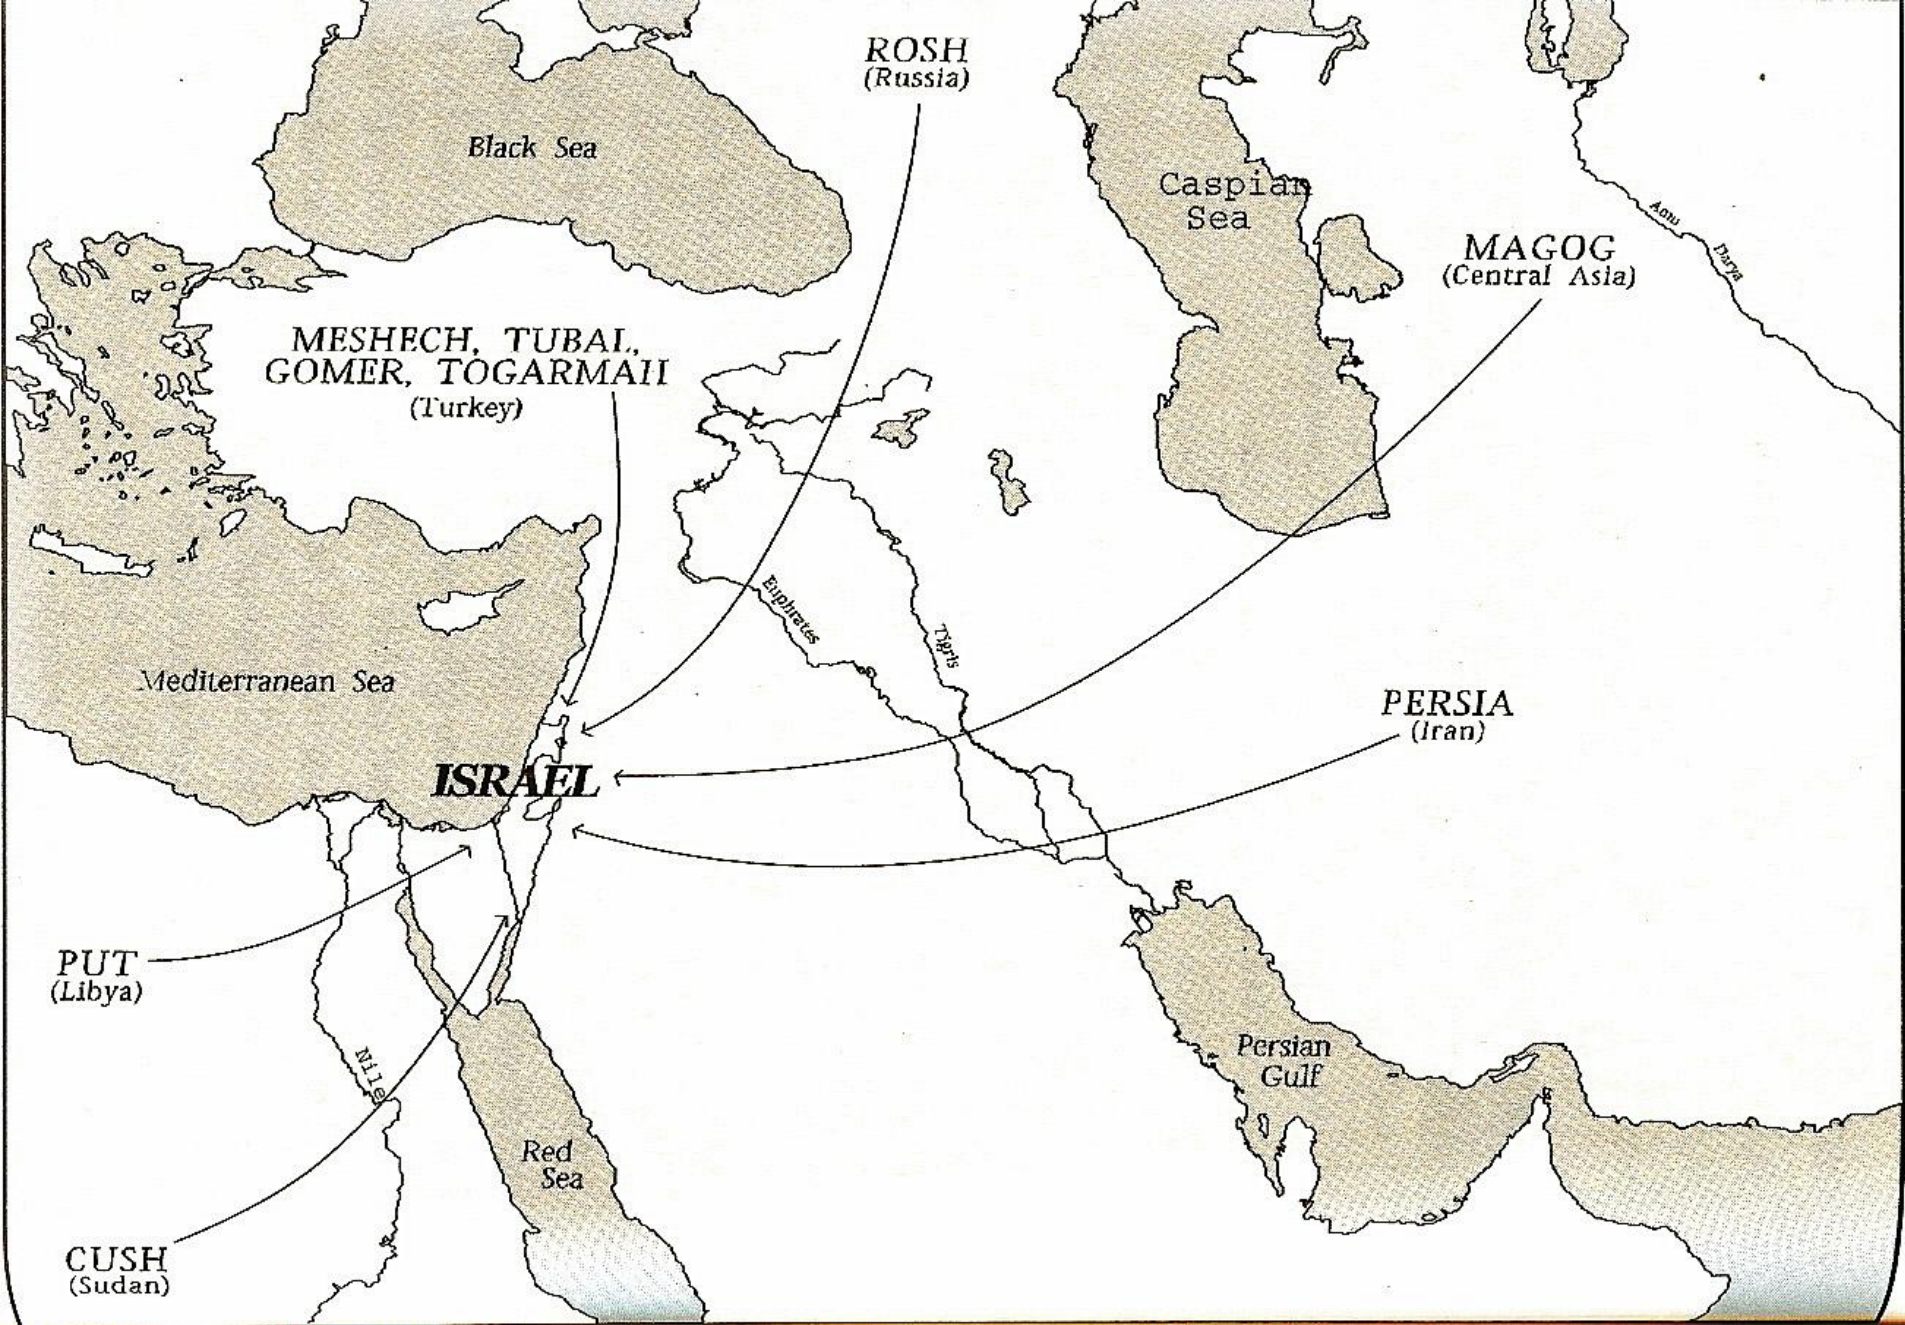 ROSH
(Russia)
Black Sea
Caspian
Sea
Amu
Darya
MAGOG
(Central Asia)
MESHECH, TUBAL,
GOMER, TOGARMAH
(Turkey)
Euphrates
Tigris
Mediterranean Sea
PERSIA
(Iran)
ISRAEL
PUT
(Libya)
Nile
Persian
Gulf
Red
Sea
CUSH
(Sudan)